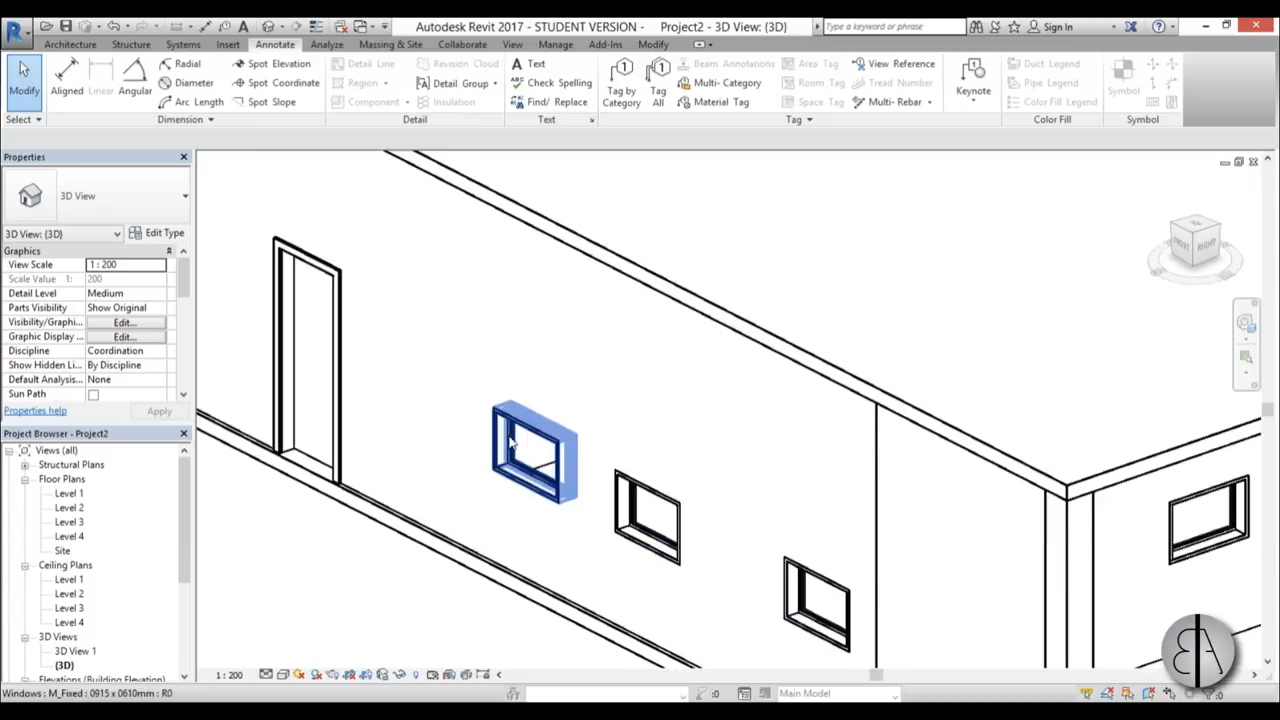 Autodesk Revit 2017 - STUDENT VERSION - Project2 - 3D View: {3D}
Type a keyword or phrase
Sign In
Architecture Structure Systems Insert Annotate Analyze Massing & Site Collaborate View Manage Add-Ins Modify
Modify
Select
Aligned
Linear
Angular
Radial
Diameter
Arc Length
Spot Elevation
Spot Coordinate
Spot Slope
Dimension
Detail Line
Region
Component
Revision Cloud
Detail Group
Insulation
Detail
Text
Check Spelling
Find/ Replace
Text
Tag by
Category
Tag
All
Beam Annotations
Multi- Category
Material Tag
Area Tag
Room Tag
Space Tag
View Reference
Tread Number
Multi- Rebar
Tag
Keynote
Duct Legend
Pipe Legend
Color Fill Legend
Color Fill
Symbol
Symbol
Properties
3D View
3D View: {3D}
Edit Type
Graphics
View Scale 1 : 200
Scale Value 1: 200
Detail Level Medium
Parts Visibility Show Original
Visibility/Graphi... Edit...
Graphic Display ... Edit...
Discipline Coordination
Show Hidden Li... By Discipline
Default Analysis... None
Sun Path
Properties help
Apply
Project Browser - Project2
Views (all)
Structural Plans
Floor Plans
Level 1
Level 2
Level 3
Level 4
Site
Ceiling Plans
Level 1
Level 2
Level 3
Level 4
3D Views
3D View 1
{3D}
Elevations (Building Elevation)
FRONT
RIGHT
1 : 200
Windows : M_Fixed : 0915 x 0610mm : R0
:0
Main Model
:0
BA